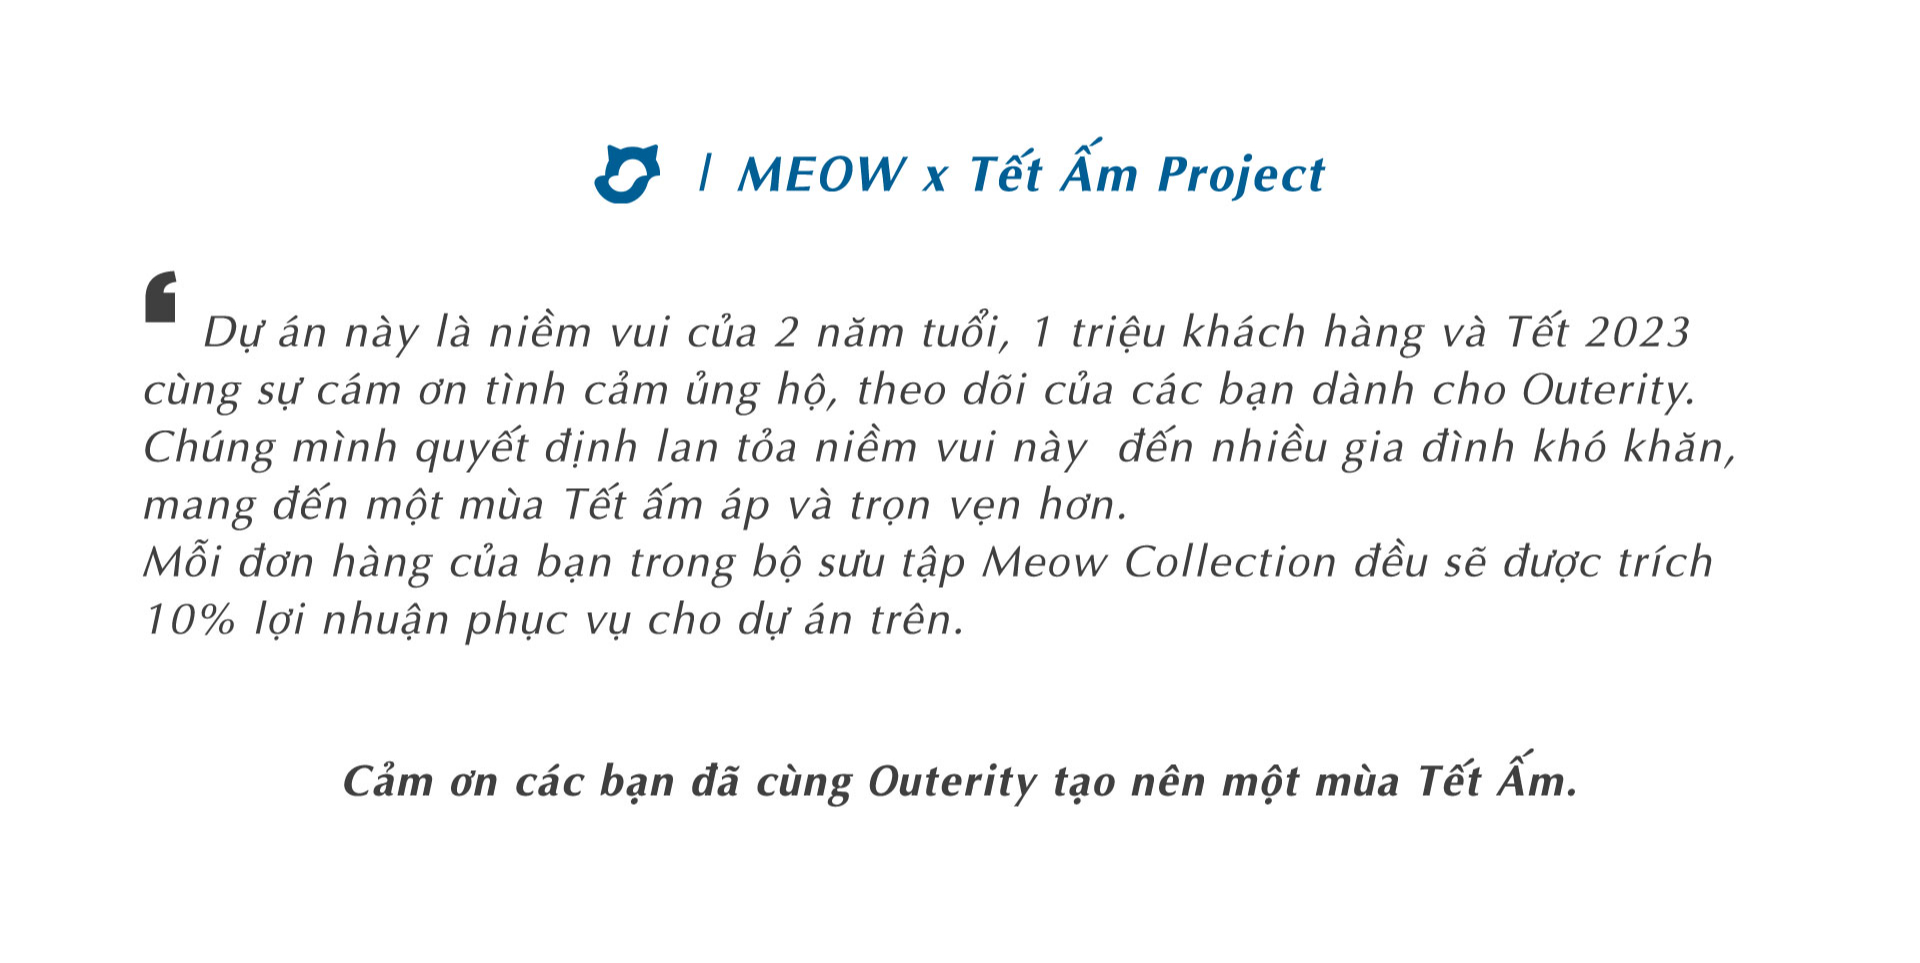 | MEOW x Tết Ấm Project
‘ Dự án này là niềm vui của 2 năm tuổi, 1 triệu khách hàng và Tết 2023
cùng sự cám ơn tình cảm ủng hộ, theo dõi của các bạn dành cho Outerity.
Chúng mình quyết định lan tỏa niềm vui này  đến nhiều gia đình khó khăn,
mang đến một mùa Tết ấm áp và trọn vẹn hơn.
Mỗi đơn hàng của bạn trong bộ sưu tập Meow Collection đều sẽ được trích
10% lợi nhuận phục vụ cho dự án trên.
Cảm ơn các bạn đã cùng Outerity tạo nên một mùa Tết Ấm.